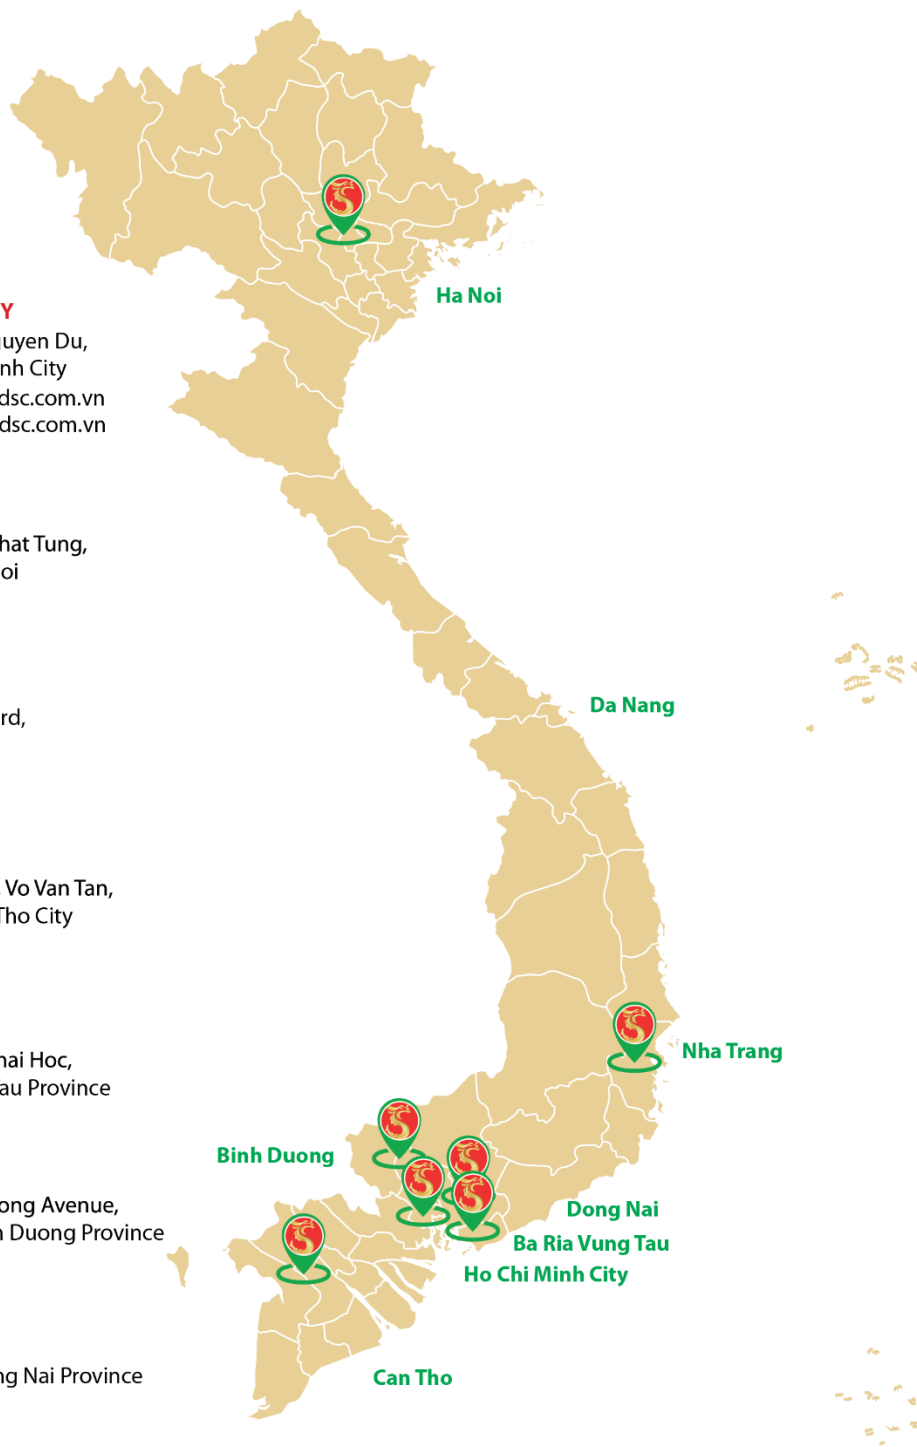 Y
guyen Du,
nh City
dsc.com.vn
dsc.com.vn
hat Tung,
oi
rd,
Vo Van Tan,
Tho City
hai Hoc,
au Province
ong Avenue,
h Duong Province
ng Nai Province
Ha Noi
Da Nang
Nha Trang
Binh Duong
Dong Nai
Ba Ria Vung Tau
Ho Chi Minh City
Can Tho